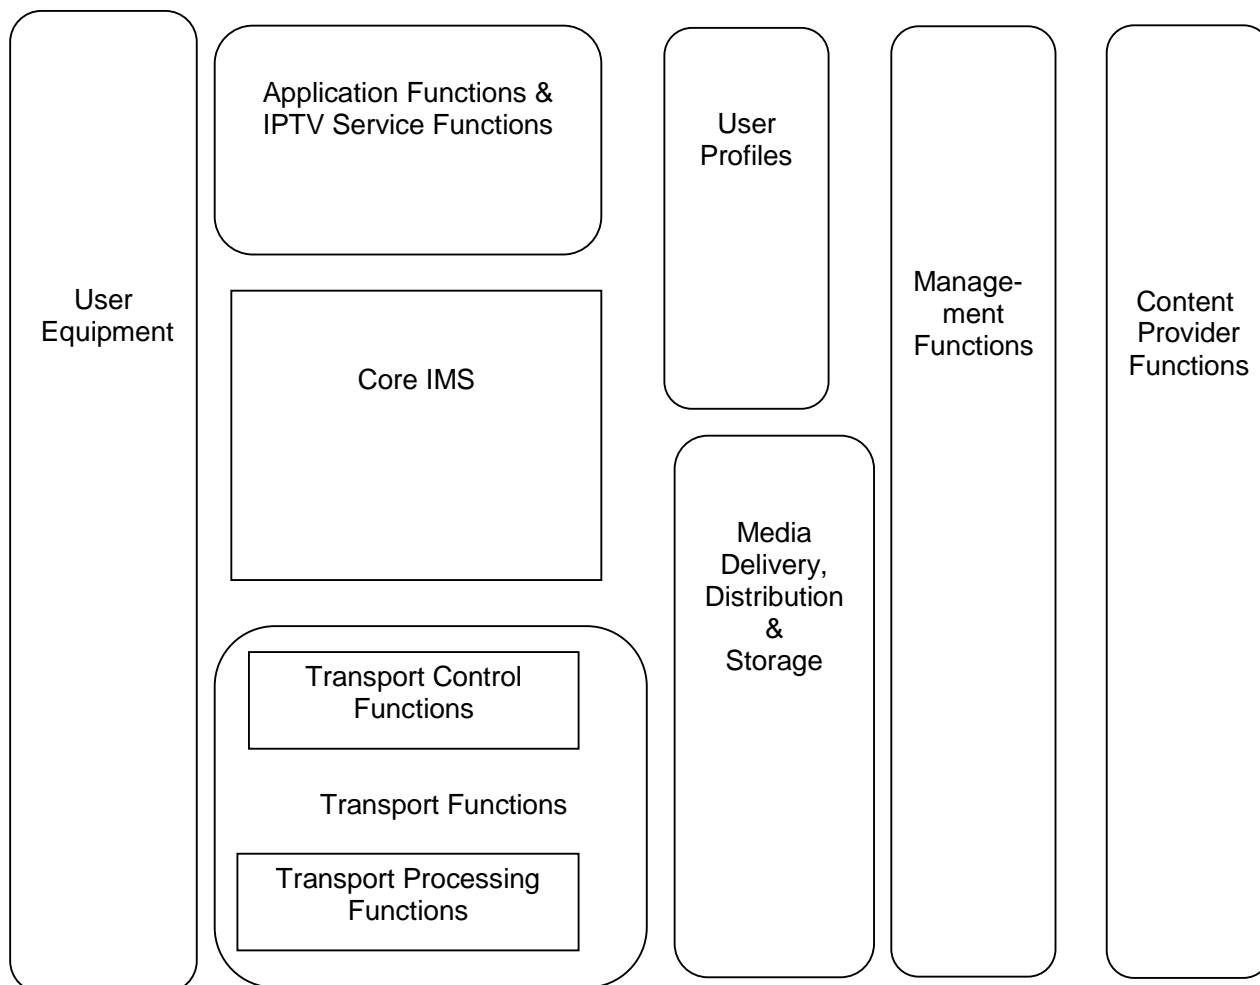 User
Equipment
Application Functions &
IPTV Service Functions
Core IMS
Transport Control
Functions
Transport Functions
Transport Processing
Functions
User
Profiles
Media
Delivery,
Distribution
&
Storage
Manage-
ment
Functions
Content
Provider
Functions